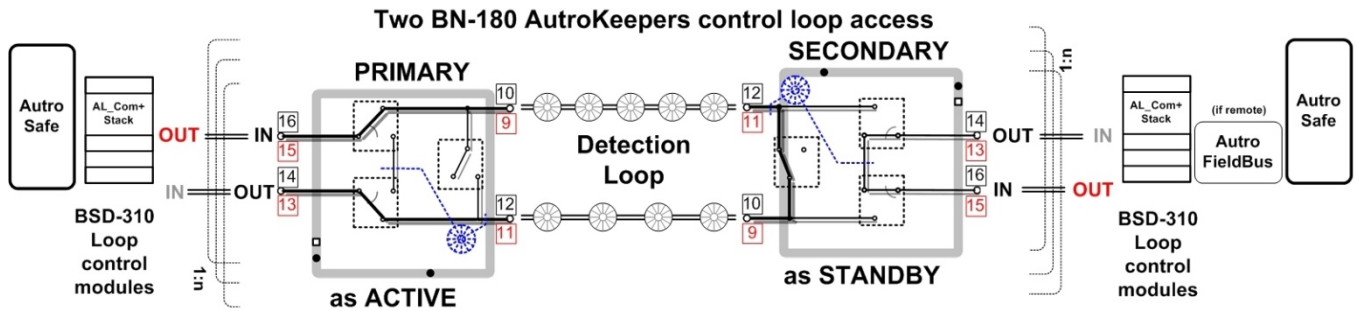 Two BN-180 AutroKeepers control loop access
Autro
Safe
AL_Com+
Stack
BSD-310
Loop
control
modules
1:n
OUT
IN
IN
OUT
PRIMARY
16
15
14
13
10
9
12
11
as ACTIVE
Detection
Loop
SECONDARY
12
11
10
9
14
13
16
15
as STANDBY
OUT
IN
IN
OUT
1:n
AL_Com+
Stack
BSD-310
Loop
control
modules
(if remote)
Autro
FieldBus
Autro
Safe